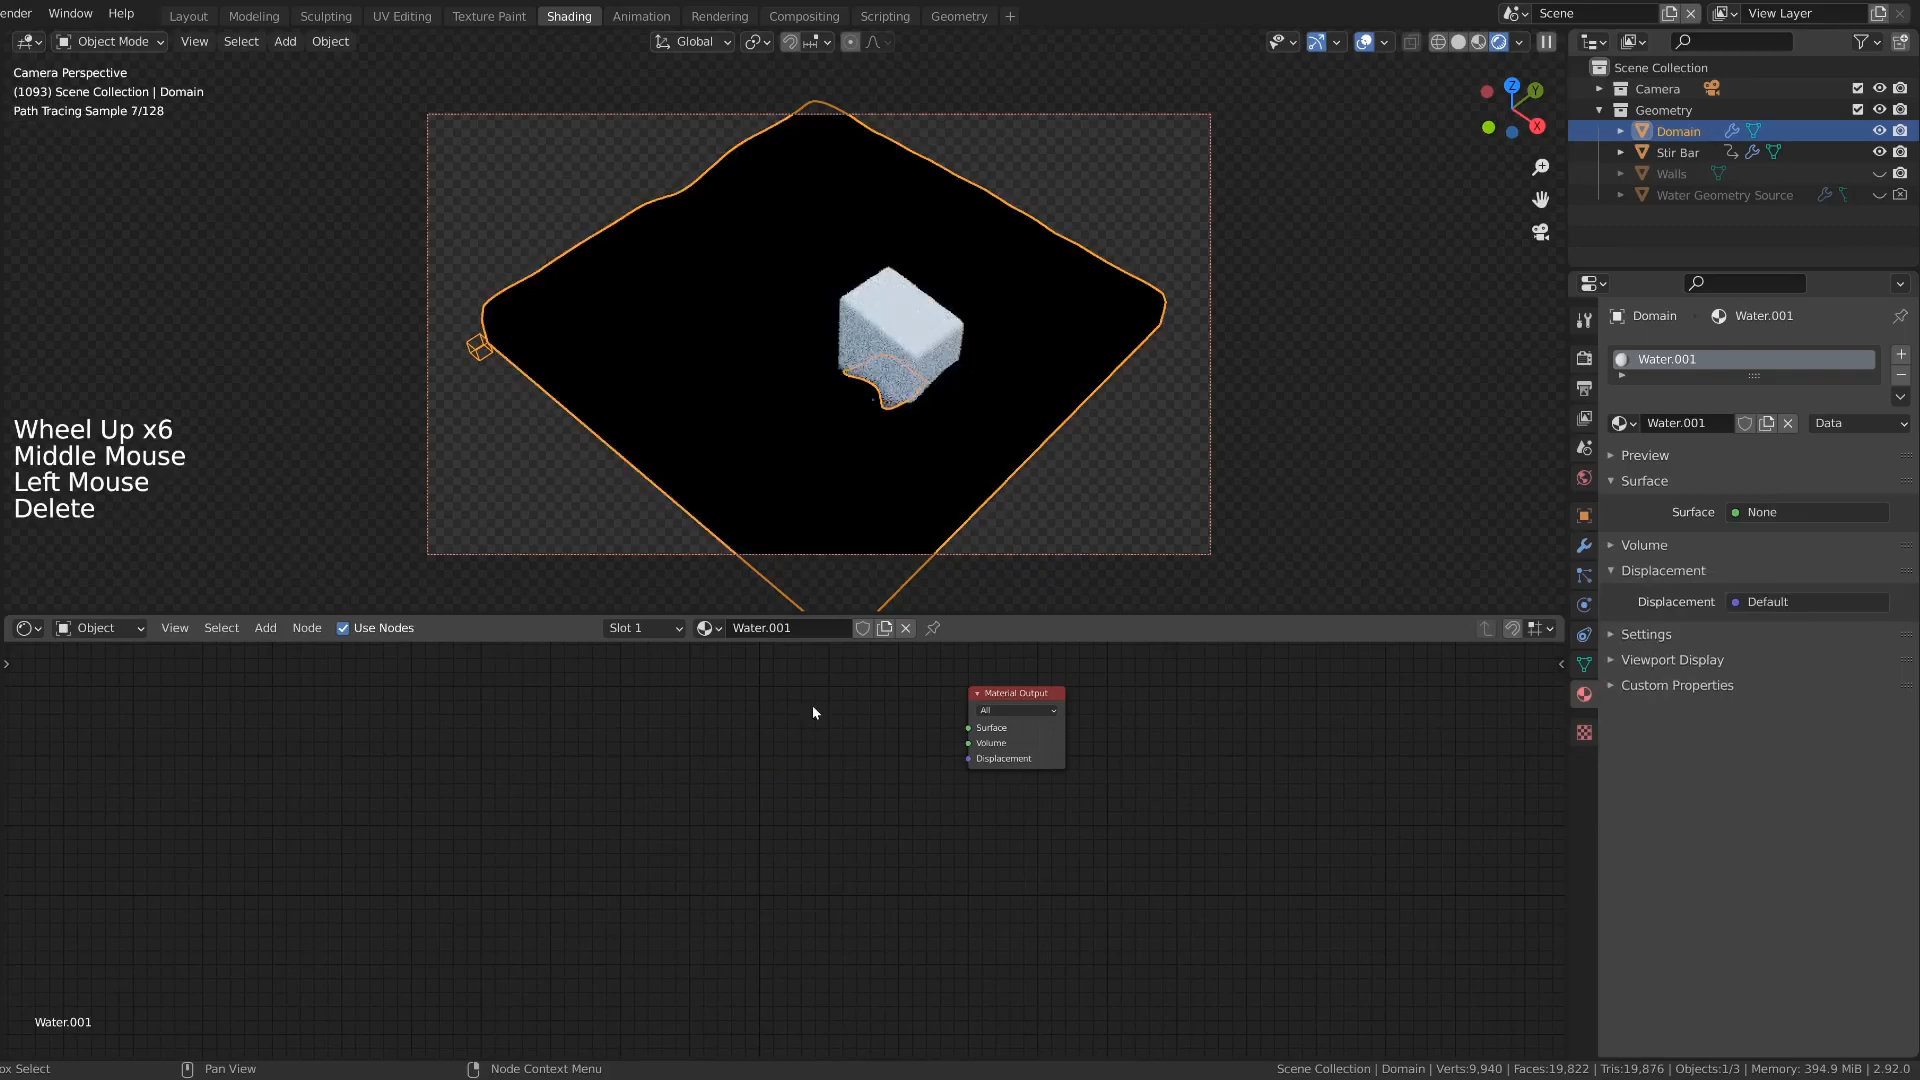 ender Window Help Layout Modeling Sculpting UV Editing Texture Paint Shading Animation Rendering Compositing Scripting Geometry + Scene View Layer
Object Mode View Select Add Object Global
Camera Perspective
(1093) Scene Collection | Domain
Path Tracing Sample 7/128
Z
Y
X
Wheel Up x6
Middle Mouse
Left Mouse
Delete
Scene Collection
Camera
Geometry
Domain
Stir Bar
Walls
Water Geometry Source
Domain Water.001
Water.001
Water.001 Data
Preview
Surface
Surface None
Volume
Displacement
Displacement Default
Settings
Viewport Display
Custom Properties
Object View Select Add Node Use Nodes Slot 1 Water.001
Material Output
All
Surface
Volume
Displacement
Water.001
ox Select Pan View Node Context Menu Scene Collection | Domain | Verts:9,940 | Faces:19,822 | Tris:19,876 | Objects:1/3 | Memory: 394.9 MiB | 2.92.0